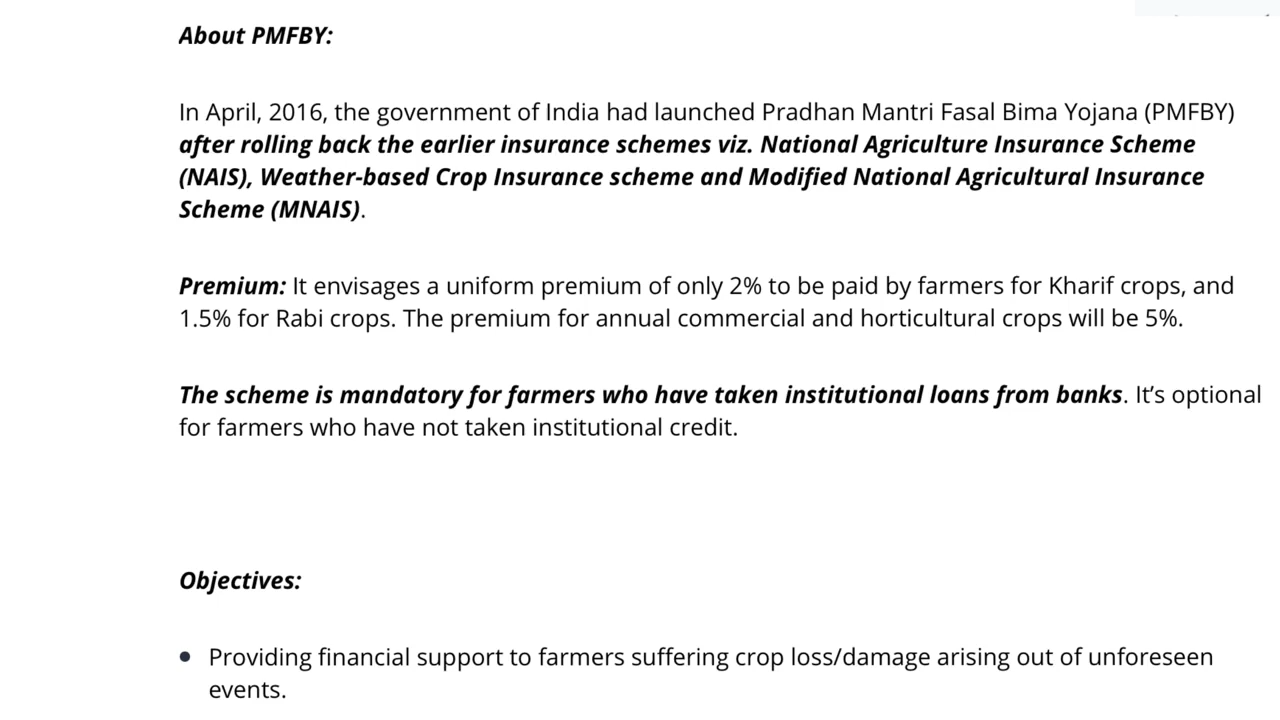 About PMFBY:
In April, 2016, the government of India had launched Pradhan Mantri Fasal Bima Yojana (PMFBY)
after rolling back the earlier insurance schemes viz. National Agriculture Insurance Scheme
(NAIS), Weather-based Crop Insurance scheme and Modified National Agricultural Insurance
Scheme (MNAIS).
Premium: It envisages a uniform premium of only 2% to be paid by farmers for Kharif crops, and
1.5% for Rabi crops. The premium for annual commercial and horticultural crops will be 5%.
The scheme is mandatory for farmers who have taken institutional loans from banks. It’s optional
for farmers who have not taken institutional credit.
Objectives:
• Providing financial support to farmers suffering crop loss/damage arising out of unforeseen
events.